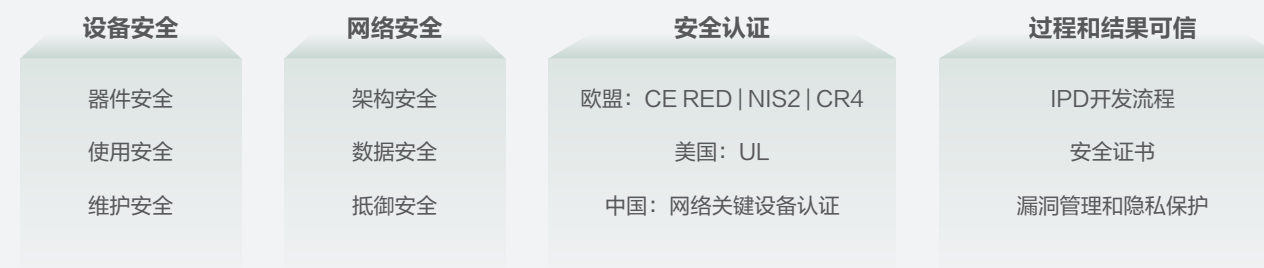 设备安全
器件安全
使用安全
维护安全
网络安全
架构安全
数据安全
抵御安全
安全认证
欧盟：CE RED | NIS2 | CR4
美国：UL
中国：网络关键设备认证
过程和结果可信
IPD开发流程
安全证书
漏洞管理和隐私保护